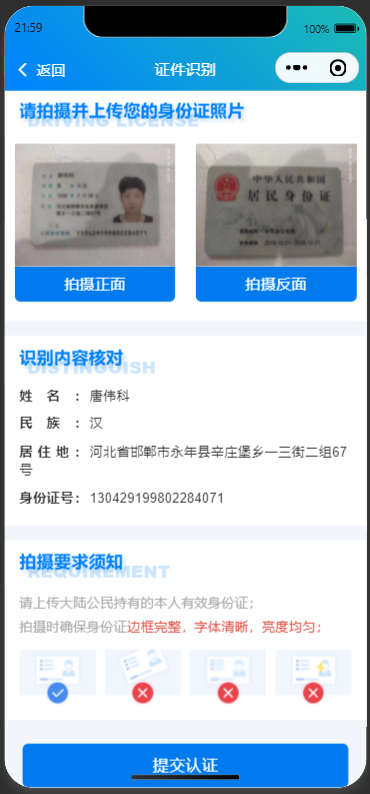 21:59
100%
返回
证件识别
请拍摄并上传您的身份证照片
DRIVING LICENSE
中华人民共和国
居民身份证
拍摄正面
拍摄反面
识别内容核对
DISTINGUISH
姓 名 : 唐伟科
民 族 : 汉
居住地: 河北省邯郸市永年县辛庄堡乡一三街二组67
号
身份证号: 130429199802284071
拍摄要求须知
REQUIREMENT
请上传大陆公民持有的本人有效身份证;
拍摄时确保身份证边框完整，字体清晰，亮度均匀;
提交认证